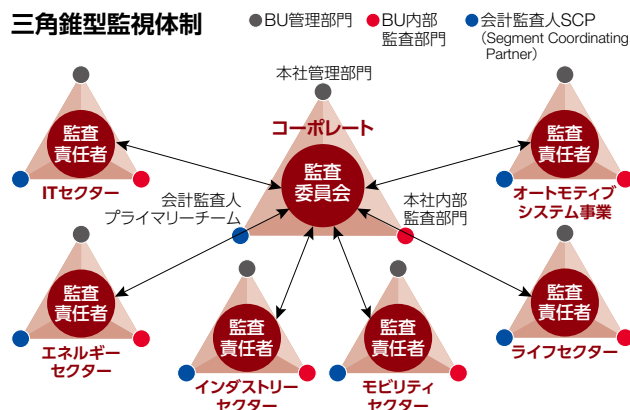 三角錐型監視体制
●BU管理部門
●BU内部
監査部門
●会計監査人SCP
（Segment Coordinating
Partner）
本社管理部門
コーポレート
監査
委員会
会計監査人
プライマリーチーム
本社内部
監査部門
監査
責任者
ITセクター
監査
責任者
オートモティブ
システム事業
監査
責任者
エネルギー
セクター
監査
責任者
インダストリー
セクター
監査
責任者
モビリティ
セクター
監査
責任者
ライフセクター